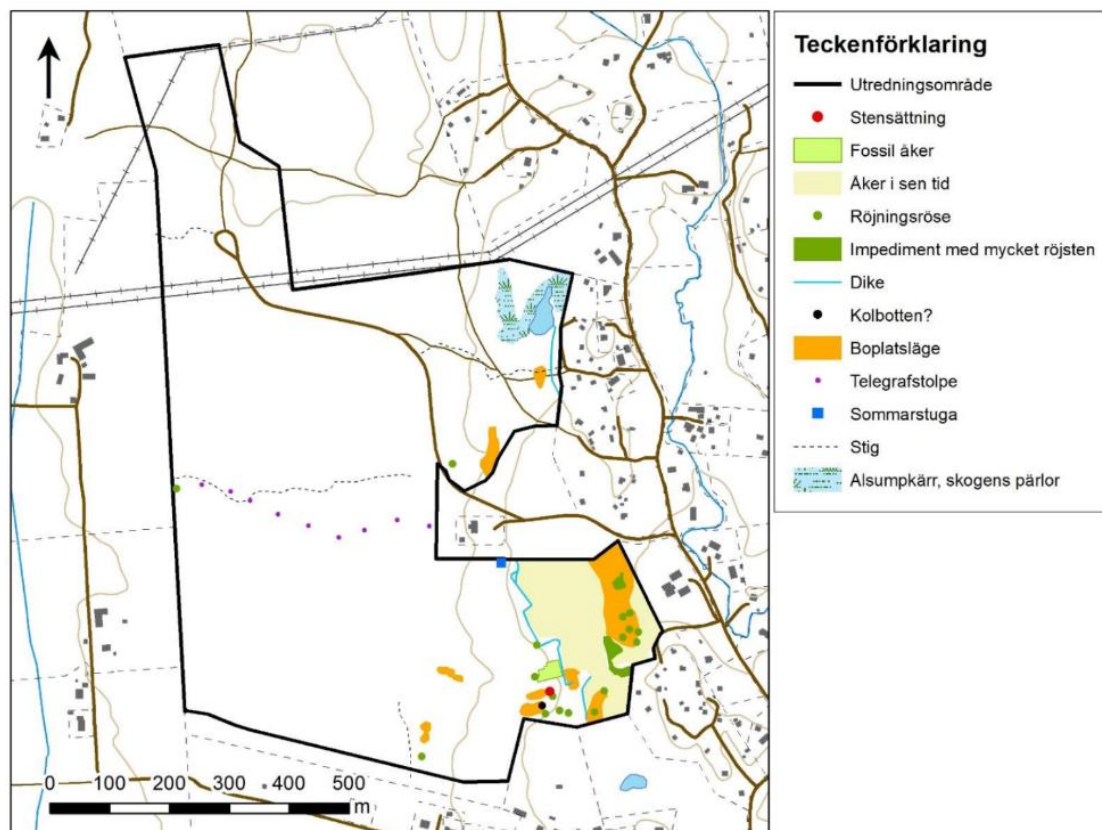 Teckenförklaring
Utredningsområde
Stensättning
Fossil åker
Åker i sen tid
Röjningsröse
Impediment med mycket röjsten
Dike
Kolbotten?
Boplatsläge
Telegrafstolpe
Sommarstuga
Stig
Alsumpkärr, skogens pärlor
0 100 200 300 400 500
m